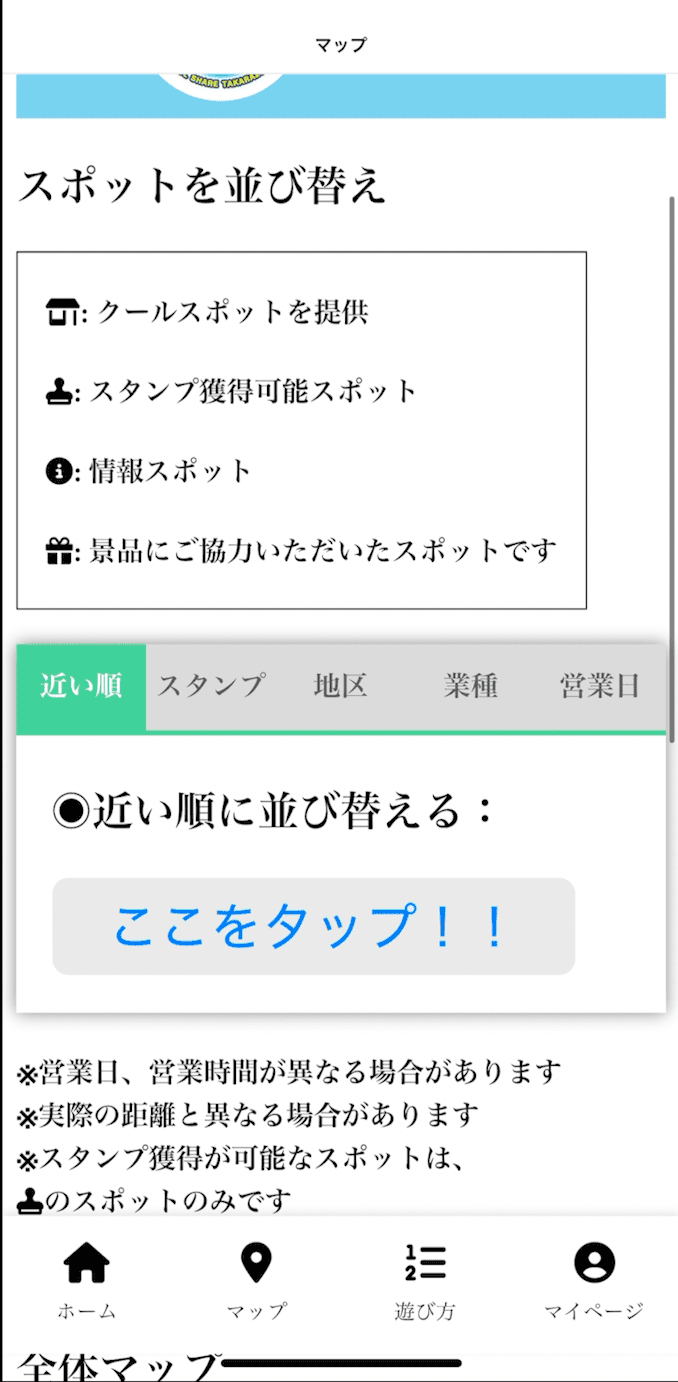 マップ
SHARE TAKARA
スポットを並び替え
: クールスポットを提供
: スタンプ獲得可能スポット
: 情報スポット
: 景品にご協力いただいたスポットです
近い順 スタンプ 地区 業種 営業日
◉近い順に並び替える：
ここをタップ！！
※営業日、営業時間が異なる場合があります
※実際の距離と異なる場合があります
※スタンプ獲得が可能なスポットは、
のスポットのみです
ホーム マップ 遊び方 マイページ
全体マップ